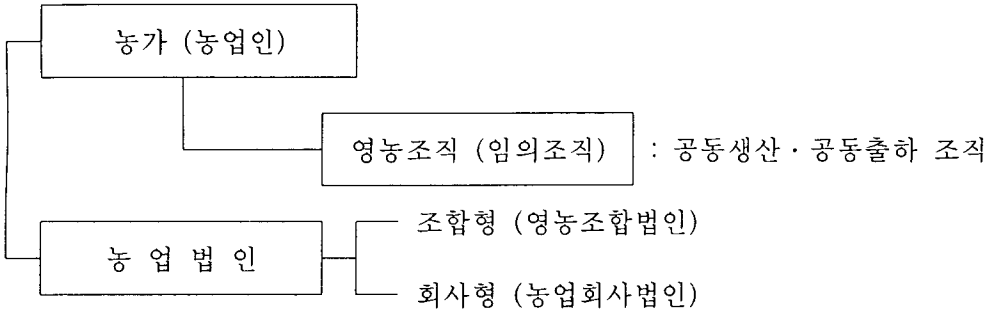 농가 (농업인)
영농조직 (임의조직) : 공동생산 · 공동출하 조직
조합형 (영농조합법인)
농 업 법 인
회사형 (농업회사법인)